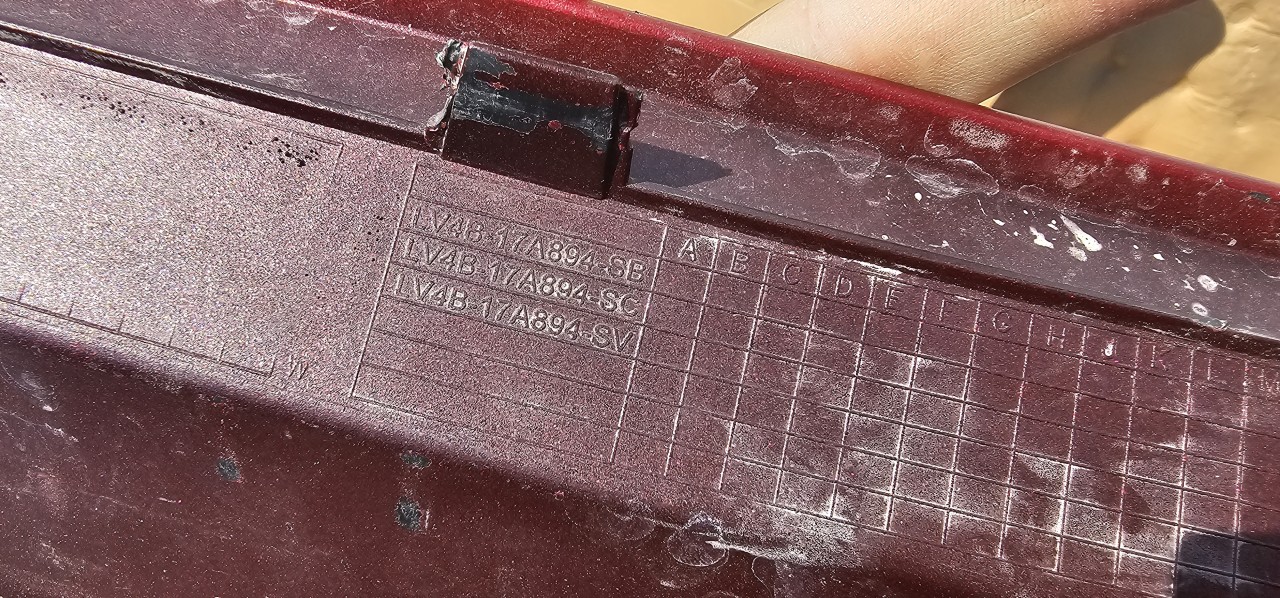 LV4B-17A894-SB
LV4B-17A894-SC
LV4B-17A894-SV
A B C D E F G H J K L M